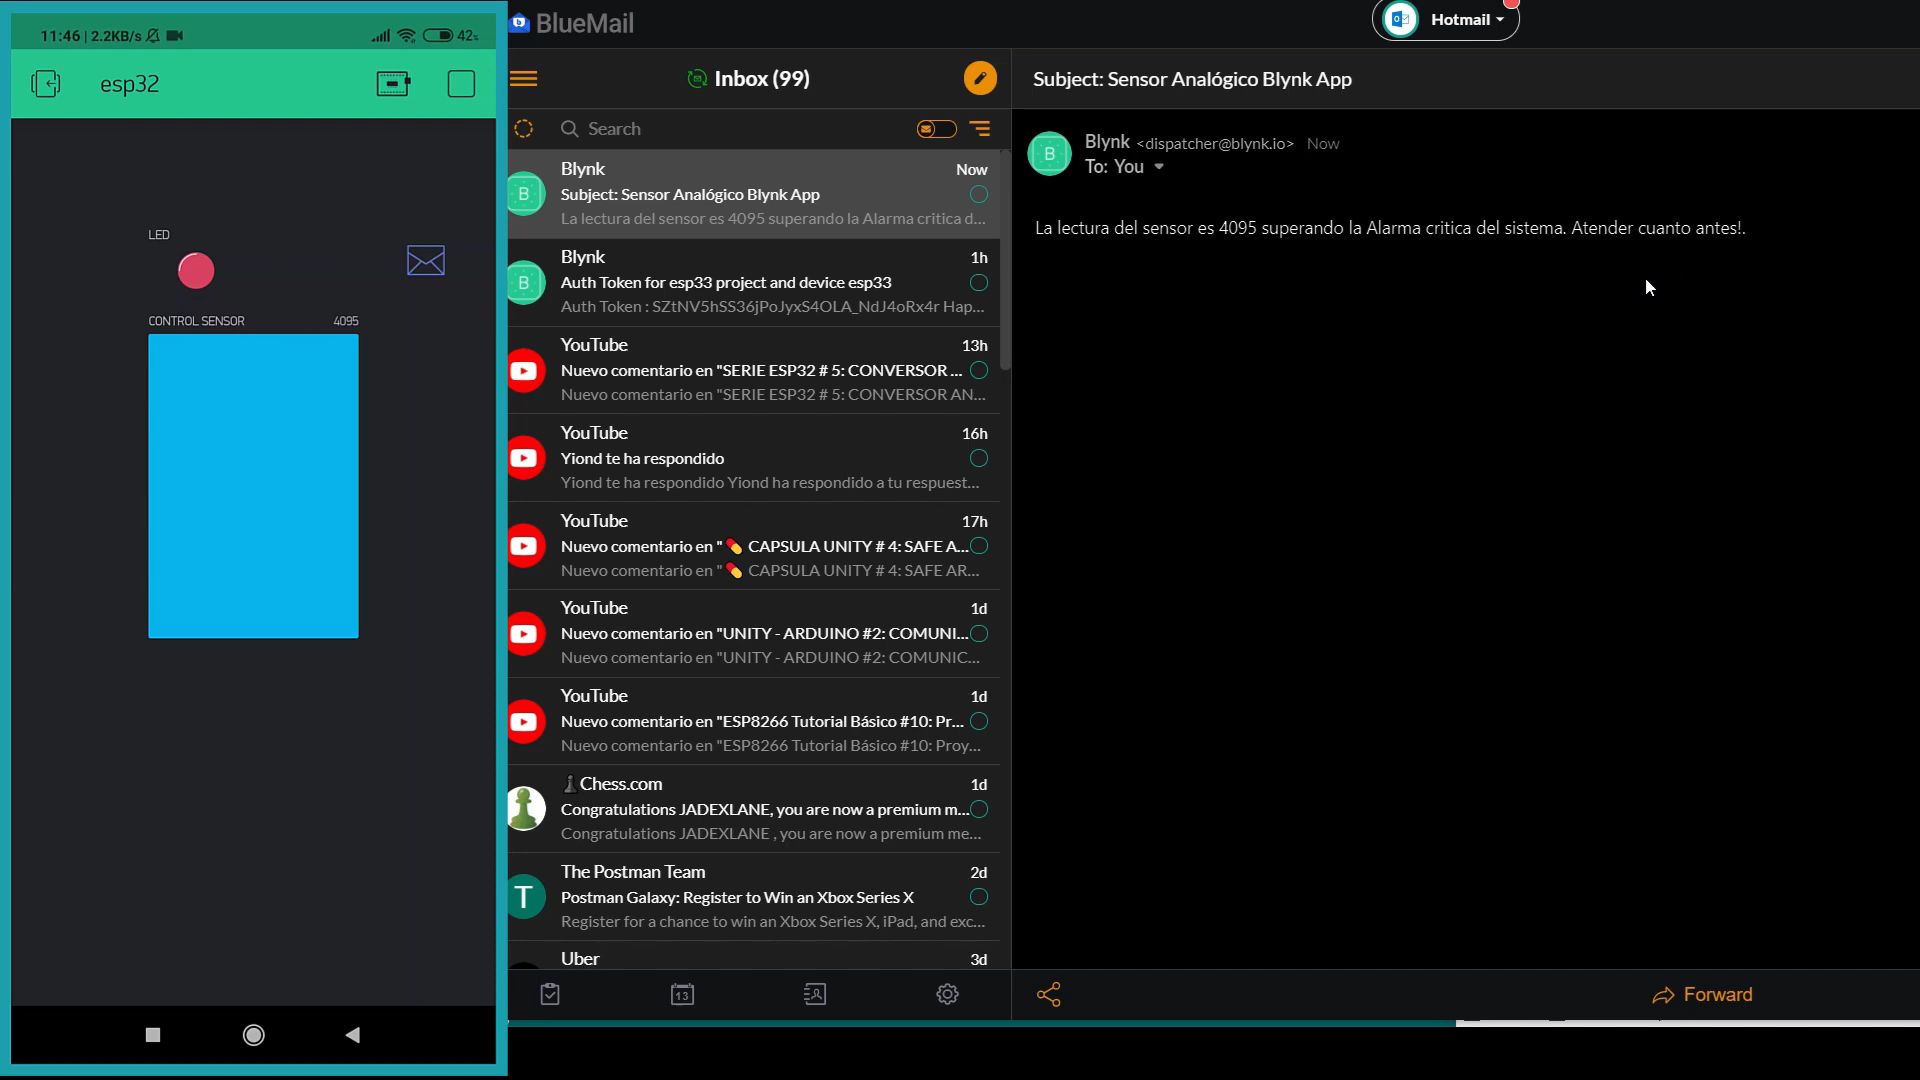 11:46 | 2.2KB/s
42%
esp32
LED
CONTROL SENSOR
4095
BlueMail
Hotmail
Inbox (99)
Search
Blynk
Now
Subject: Sensor Analógico Blynk App
La lectura del sensor es 4095 superando la Alarma critica d...
Blynk
1h
Auth Token for esp33 project and device esp33
Auth Token : SZtNV5hSS36jPoJyxS4OLA_NdJ4oRx4r Hap...
YouTube
13h
Nuevo comentario en "SERIE ESP32 # 5: CONVERSOR ...
Nuevo comentario en "SERIE ESP32 # 5: CONVERSOR AN...
YouTube
16h
Yiond te ha respondido
Yiond te ha respondido Yiond ha respondido a tu respuest...
YouTube
17h
Nuevo comentario en "💊 CAPSULA UNITY # 4: SAFE A...
Nuevo comentario en "💊 CAPSULA UNITY # 4: SAFE AR...
YouTube
1d
Nuevo comentario en "UNITY - ARDUINO #2: COMUNI...
Nuevo comentario en "UNITY - ARDUINO #2: COMUNIC...
YouTube
1d
Nuevo comentario en "ESP8266 Tutorial Básico #10: Pr...
Nuevo comentario en "ESP8266 Tutorial Básico #10: Proy...
♟Chess.com
1d
Congratulations JADEXLANE, you are now a premium m...
Congratulations JADEXLANE , you are now a premium me...
T
The Postman Team
2d
Postman Galaxy: Register to Win an Xbox Series X
Register for a chance to win an Xbox Series X, iPad, and exc...
Uber
3d
13
Subject: Sensor Analógico Blynk App
B
Blynk <dispatcher@blynk.io> Now
To: You
La lectura del sensor es 4095 superando la Alarma critica del sistema. Atender cuanto antes!.
Forward